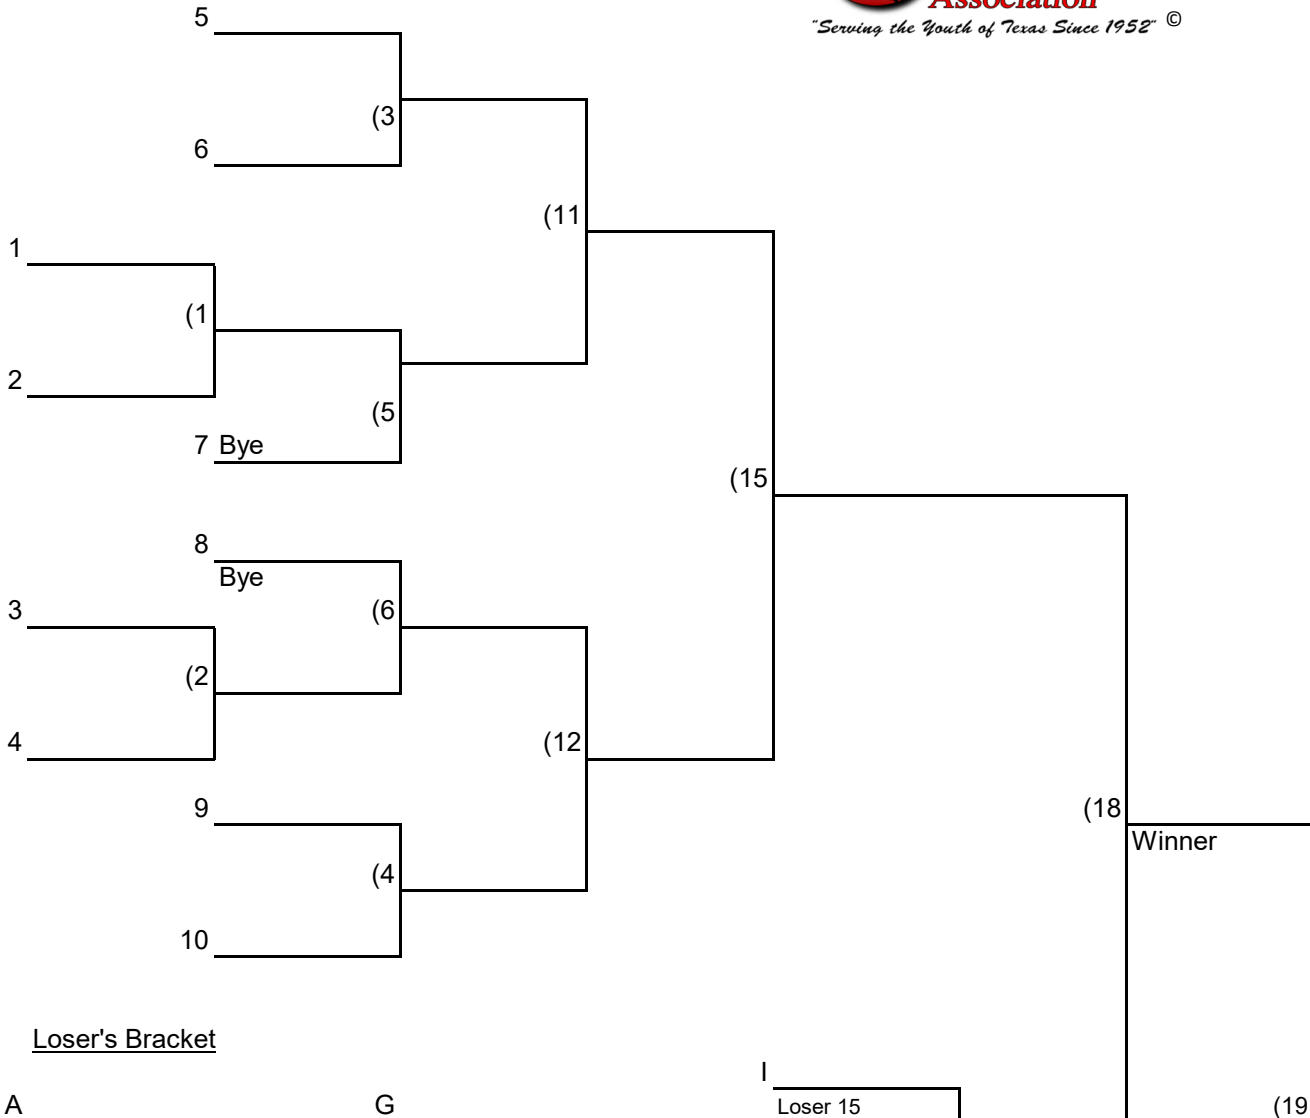 Association
"Serving the Youth of Texas Since 1952" ©
5
(3
6
(11
1
(1
2
(5
7 Bye
(15
8
Bye
3
(6
(2
4
(12
9
(18
Winner
(4
10
Loser's Bracket
I
A
G
Loser 15
(19